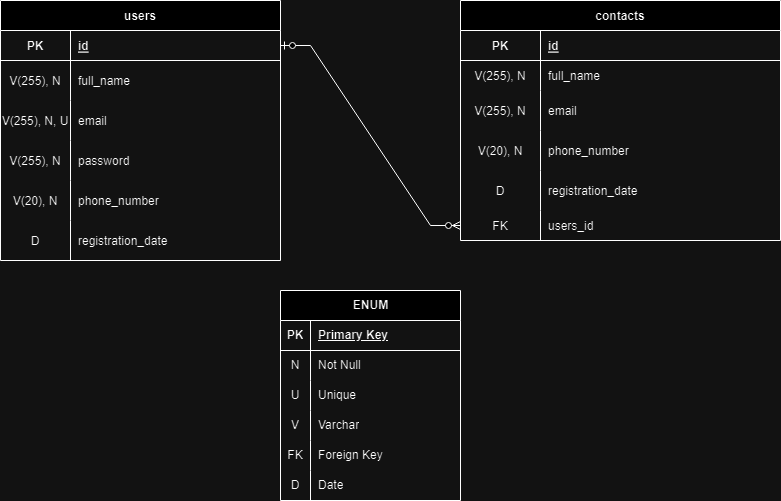 users
PK id
V(255), N full_name
V(255), N, U email
V(255), N password
V(20), N phone_number
D registration_date
contacts
PK id
V(255), N full_name
V(255), N email
V(20), N phone_number
D registration_date
FK users_id
ENUM
PK Primary Key
N Not Null
U Unique
V Varchar
FK Foreign Key
D Date